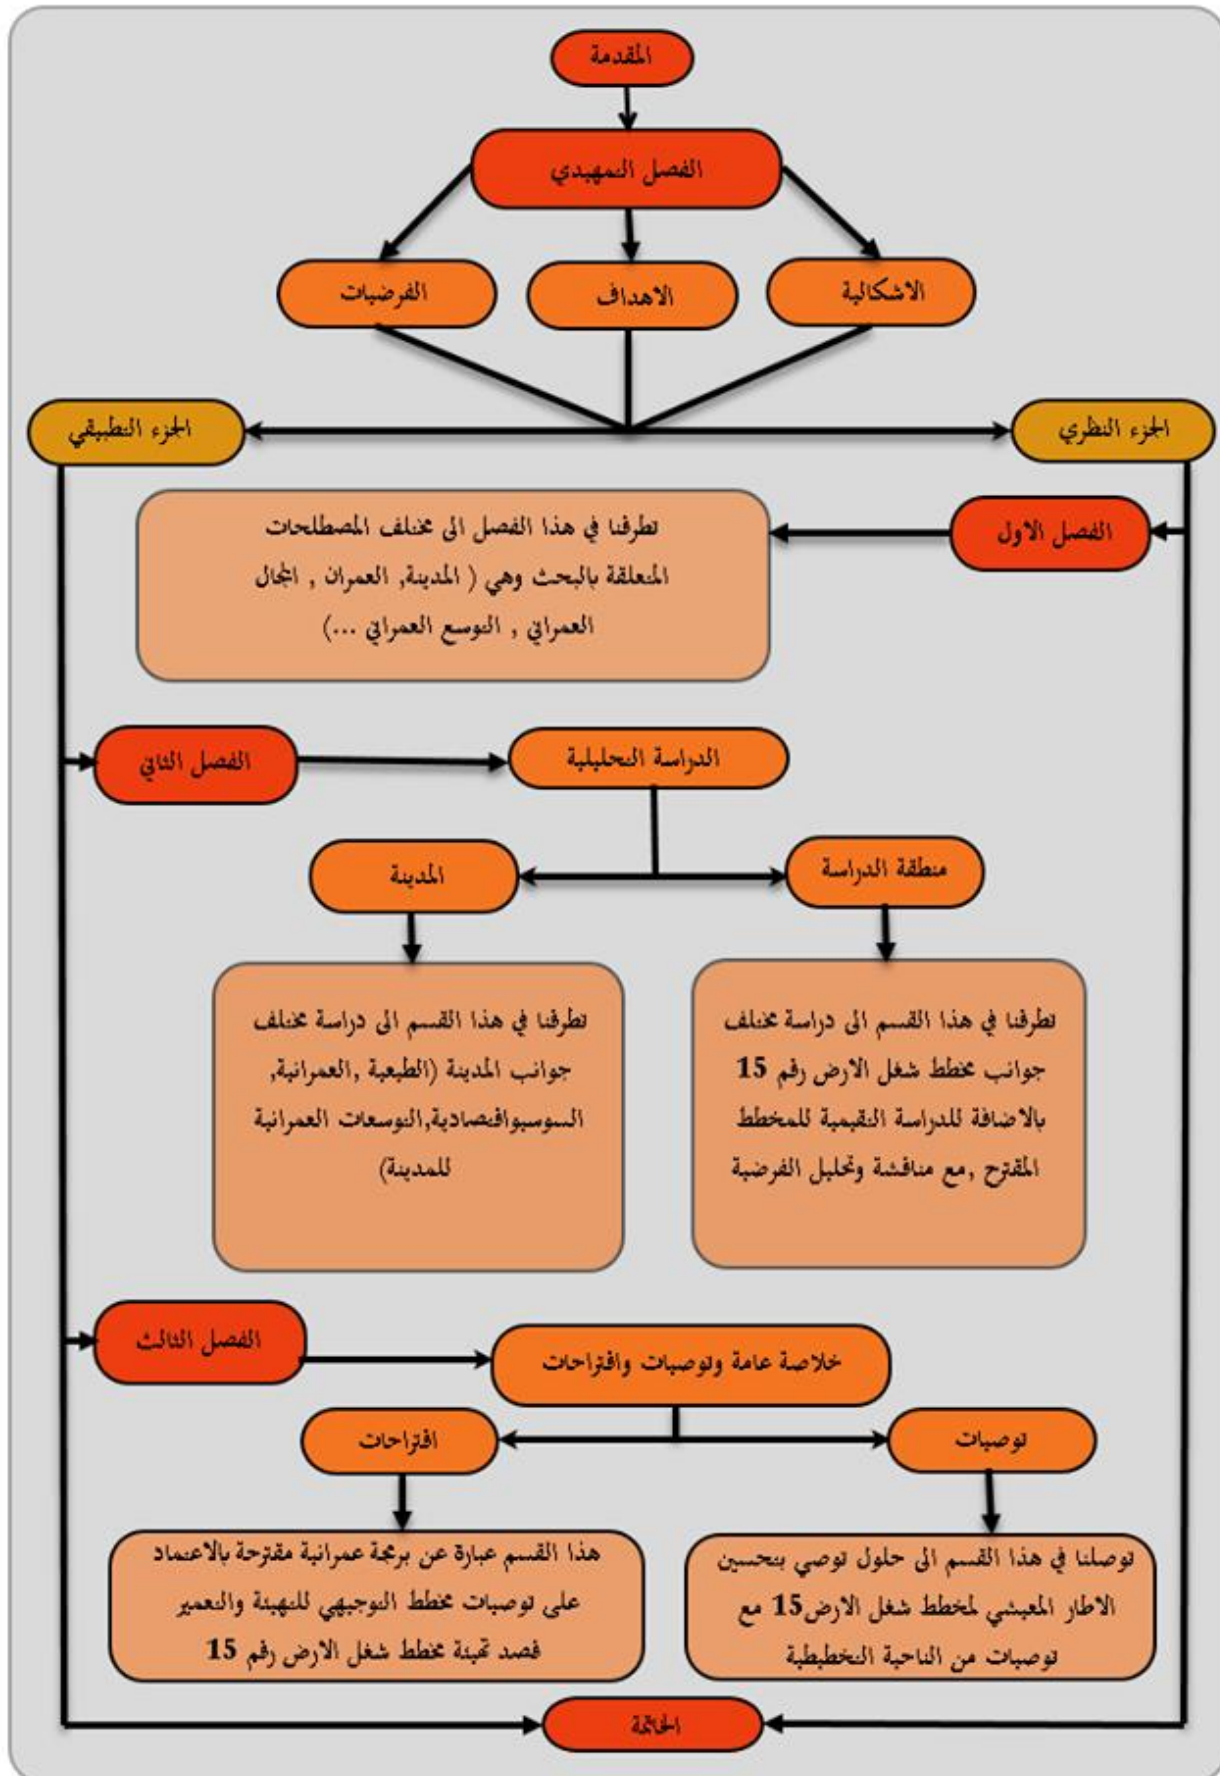 المقدمة
الفصل التمهيدي
الاشكالية
الاهداف
الفرضيات
الجزء النظري
الجزء التطبيقي
الفصل الاول
تطرقنا في هذا الفصل الى مختلف المصطلحات
المتعلقة بالبحث وهي ( المدينة, العمران , المجال
العمراني , التوسع العمراني ...)
الفصل الثاني
الدراسة التحليلية
منطقة الدراسة
المدينة
تطرقنا في هذا القسم الى دراسة مختلف
جوانب مخطط شغل الارض رقم 15
بالاضافة للدراسة التقيمية للمخطط
المقترح ,مع مناقشة وتحليل الفرضية
تطرقنا في هذا القسم الى دراسة مختلف
جوانب المدينة (الطبعية ,العمرانية,
السوسيواقتصادية,التوسعات العمرانية
للمدينة)
الفصل الثالث
خلاصة عامة وتوصيات واقتراحات
توصيات
اقتراحات
توصلنا في هذا القسم الى حلول توصي بتحسين
الاطار المعيشي لمخطط شغل الارض15 مع
توصيات من الناحية التخطيطية
هذا القسم عبارة عن برمجة عمرانية مقترحة بالاعتماد
على توصيات مخطط التوجيهي للتهيئة والتعمير
قصد تهيئة مخطط شغل الارض رقم 15
الخاتمة